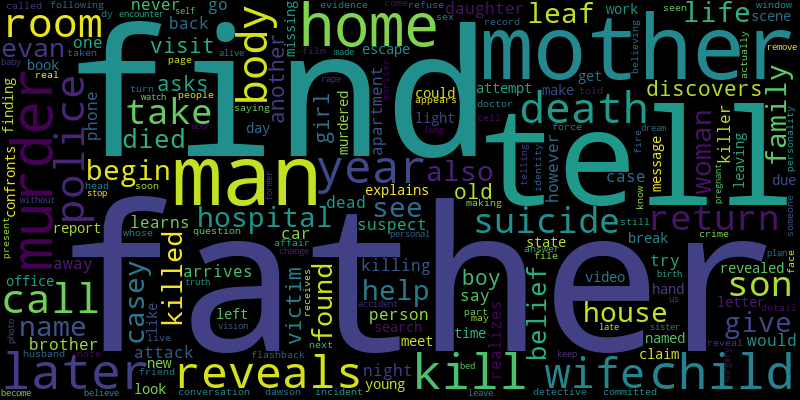 find
father
tell
mother
man
home
murder
later
kill
wife
child
death
year
suicide
reveals
call
room
body
police
take
begin
hospital
house
son
return
life
family
leaf
woman
belief
help
found
killed
name
give
also
see
old
died
casey
evan
visit
asks
back
one
book
never
go
daughter
work
scene
discovers
attempt
get
make
doctor
could
appears
light
long
cell
told
apartment
murdered
girl
another
missing
day
phone
escape
evidence
refuse
sex
record
seen
window
believing
actually
remove
called
following
dy
encounter
self
alive
taken
baby
page
real
turn
watch
people
saying
film
made
come
earlier
rape
finding
confronts
head
soon
stop
without
upon
former
explains
dead
making
suspect
telling
identity
however
force
fire
dream
case
know
message
killer
pregnant
leaving
personality
due
someone
present
report
learns
away
office
arrives
question
whose
affair
change
car
personal
killing
state
answer
file
still
break
crime
revealed
try
birth
plan
face
like
live
truth
left
vision
victim
receives
accident
person
search
meet
boy
say
part
may
time
realizes
video
hand
us
letter
detail
named
late
sister
claim
would
reveal
surgery
photo
brother
husband
note
attack
new
friend
look
flashback
next
young
night
bed
keep
become
believe
conversation
dawson
incident
leave
detective
committed